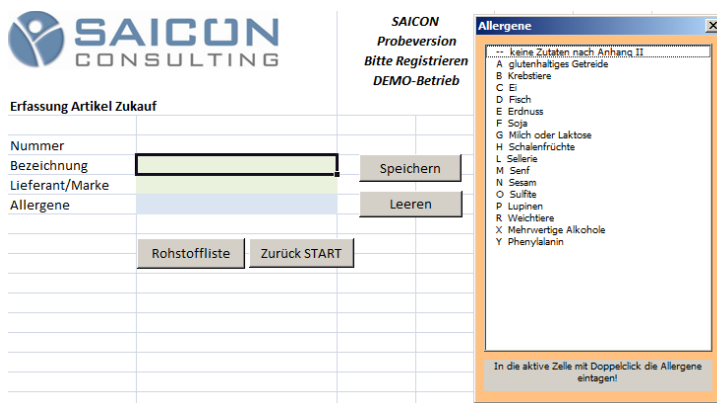 SAICON
CONSULTING
SAICON
Probeversion
Bitte Registrieren
DEMO-Betrieb
Erfassung Artikel Zukauf
Nummer
Bezeichnung
Lieferant/Marke
Allergene
Speichern
Leeren
Rohstoffliste
Zurück START
Allergene
-- keine Zutaten nach Anhang II
A glutenhaltiges Getreide
B Krebstiere
C Ei
D Fisch
E Erdnuss
F Soja
G Milch oder Laktose
H Schalenfrüchte
L Sellerie
M Senf
N Sesam
O Sulfite
P Lupinen
R Weichtiere
X Mehrwertige Alkohole
Y Phenylalanin
In die aktive Zelle mit Doppelclick die Allergene
eintagen!